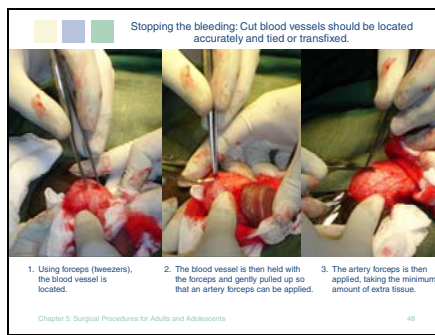 Stopping the bleeding: Cut blood vessels should be located
accurately and tied or transfixed.
1. Using forceps (tweezers),
the blood vessel is
located.
2. The blood vessel is then held with
the forceps and gently pulled up so
that an artery forceps can be applied.
3. The artery forceps is then
applied, taking the minimum
amount of extra tissue.
Chapter 5: Surgical Procedures for Adults and Adolescents
48